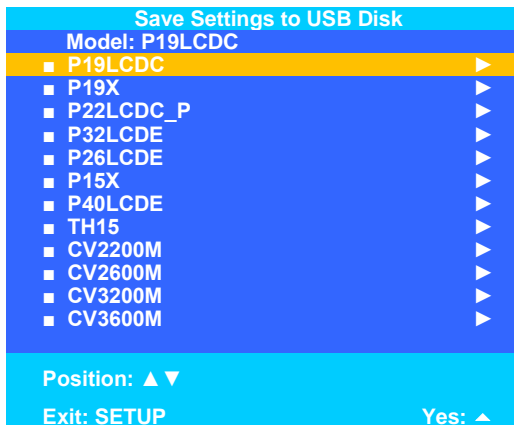 Save Settings to USB Disk
Model: P19LCDC
■ P19LCDC ►
■ P19X ►
■ P22LCDC_P ►
■ P32LCDE ►
■ P26LCDE ►
■ P15X ►
■ P40LCDE ►
■ TH15 ►
■ CV2200M ►
■ CV2600M ►
■ CV3200M ►
■ CV3600M ►
Position: ▲▼
Exit: SETUP Yes: ▲